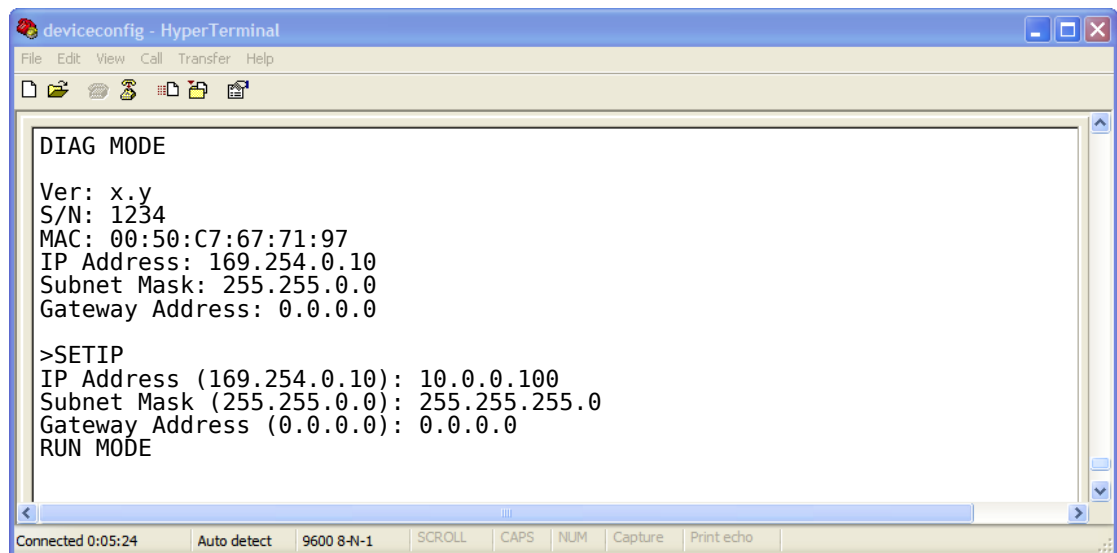 deviceconfig - HyperTerminal
File Edit View Call Transfer Help
DIAG MODE
Ver: x.y
S/N: 1234
MAC: 00:50:C7:67:71:97
IP Address: 169.254.0.10
Subnet Mask: 255.255.0.0
Gateway Address: 0.0.0.0
>SETIP
IP Address (169.254.0.10): 10.0.0.100
Subnet Mask (255.255.0.0): 255.255.255.0
Gateway Address (0.0.0.0): 0.0.0.0
RUN MODE
Connected 0:05:24 Auto detect 9600 8-N-1 SCROLL CAPS NUM Capture Print echo